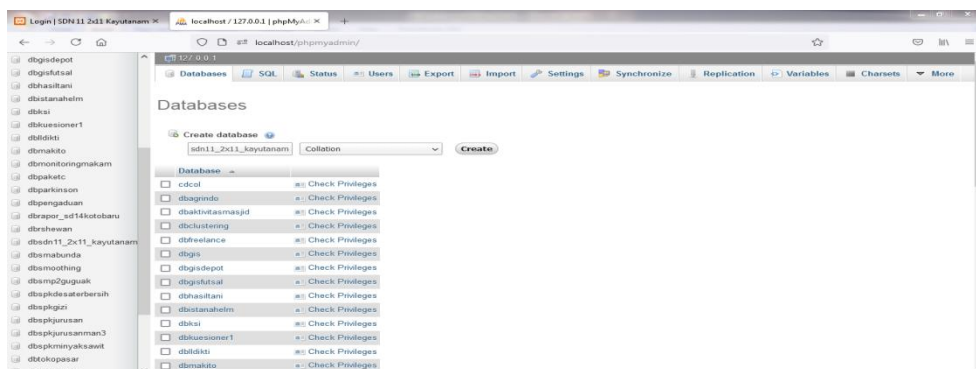 Login | SDN 11 2x11 Kayutanam ×
localhost / 127.0.0.1 | phpMyAd ×
localhost/phpmyadmin/
dbgisdepot
dbgisfutsal
dbhasiltani
dbistanahelm
dbksi
dbkuesioner1
dblldikti
dbmakito
dbmonitoringmakam
dbpaketc
dbparkinson
dbpengaduan
dbrapor_sd14kotobaru
dbrshewan
dbsdn11_2x11_kayutanam
dbsmabunda
dbsmoothing
dbsmp2guguak
dbspkdesaterbersih
dbspkgizi
dbspkjurusan
dbspkjurusanman3
dbspkminyaksawit
dbtokopasar
127.0.0.1
Databases SQL Status Users Export Import Settings Synchronize Replication Variables Charsets More
Databases
Create database
sdn11_2x11_kayutanam Collation Create
Database
cdcol Check Privileges
dbagrindo Check Privileges
dbaktivitasmasjid Check Privileges
dbclustering Check Privileges
dbfreelance Check Privileges
dbgis Check Privileges
dbgisdepot Check Privileges
dbgisfutsal Check Privileges
dbhasiltani Check Privileges
dbistanahelm Check Privileges
dbksi Check Privileges
dbkuesioner1 Check Privileges
dblldikti Check Privileges
dbmakito Check Privileges